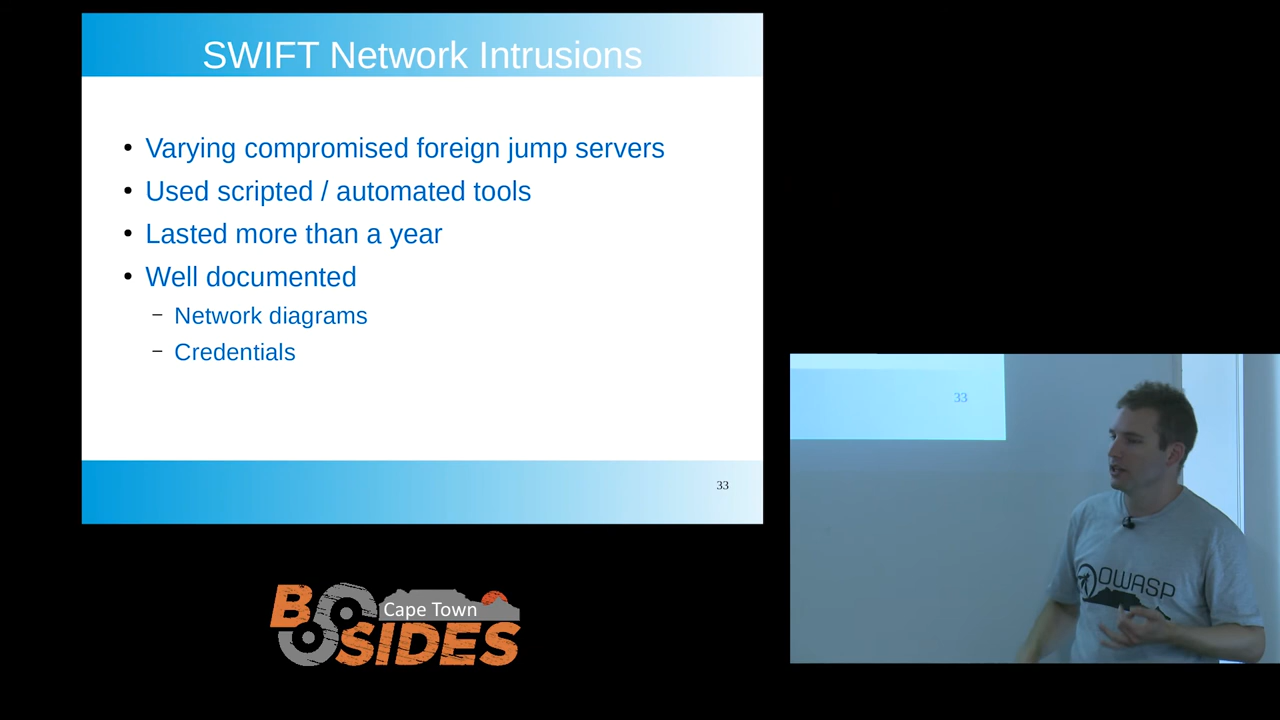 SWIFT Network Intrusions
• Varying compromised foreign jump servers
• Used scripted / automated tools
• Lasted more than a year
• Well documented
– Network diagrams
– Credentials
33
33
OWASP
B
Cape Town
SIDES